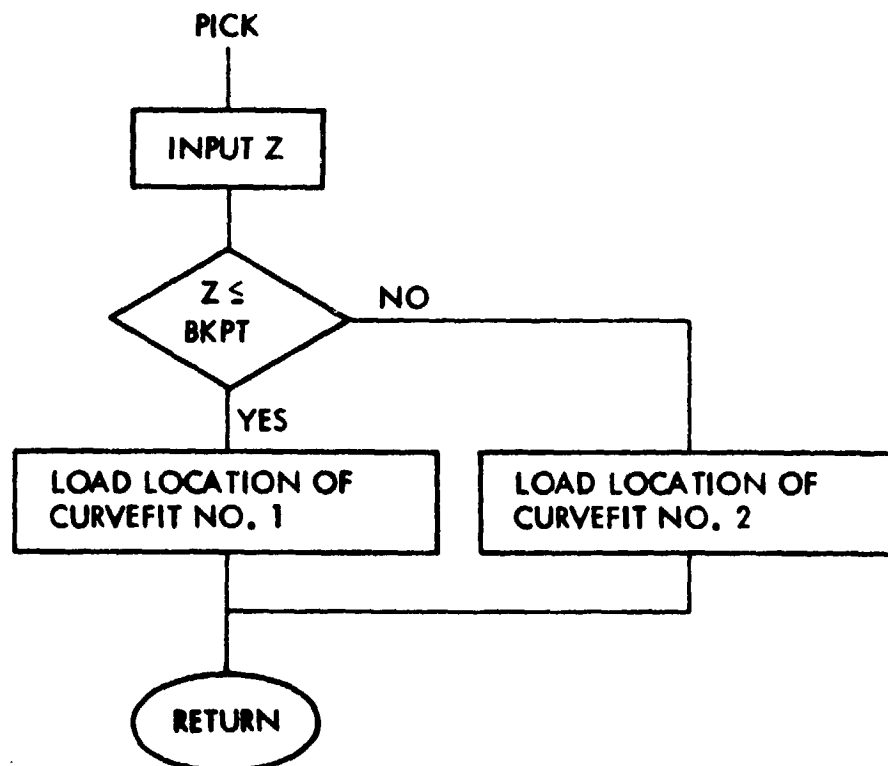 PICK
INPUT Z
Z ≤
BKPT
NO
YES
LOAD LOCATION OF
CURVEFIT NO. 1
LOAD LOCATION OF
CURVEFIT NO. 2
RETURN